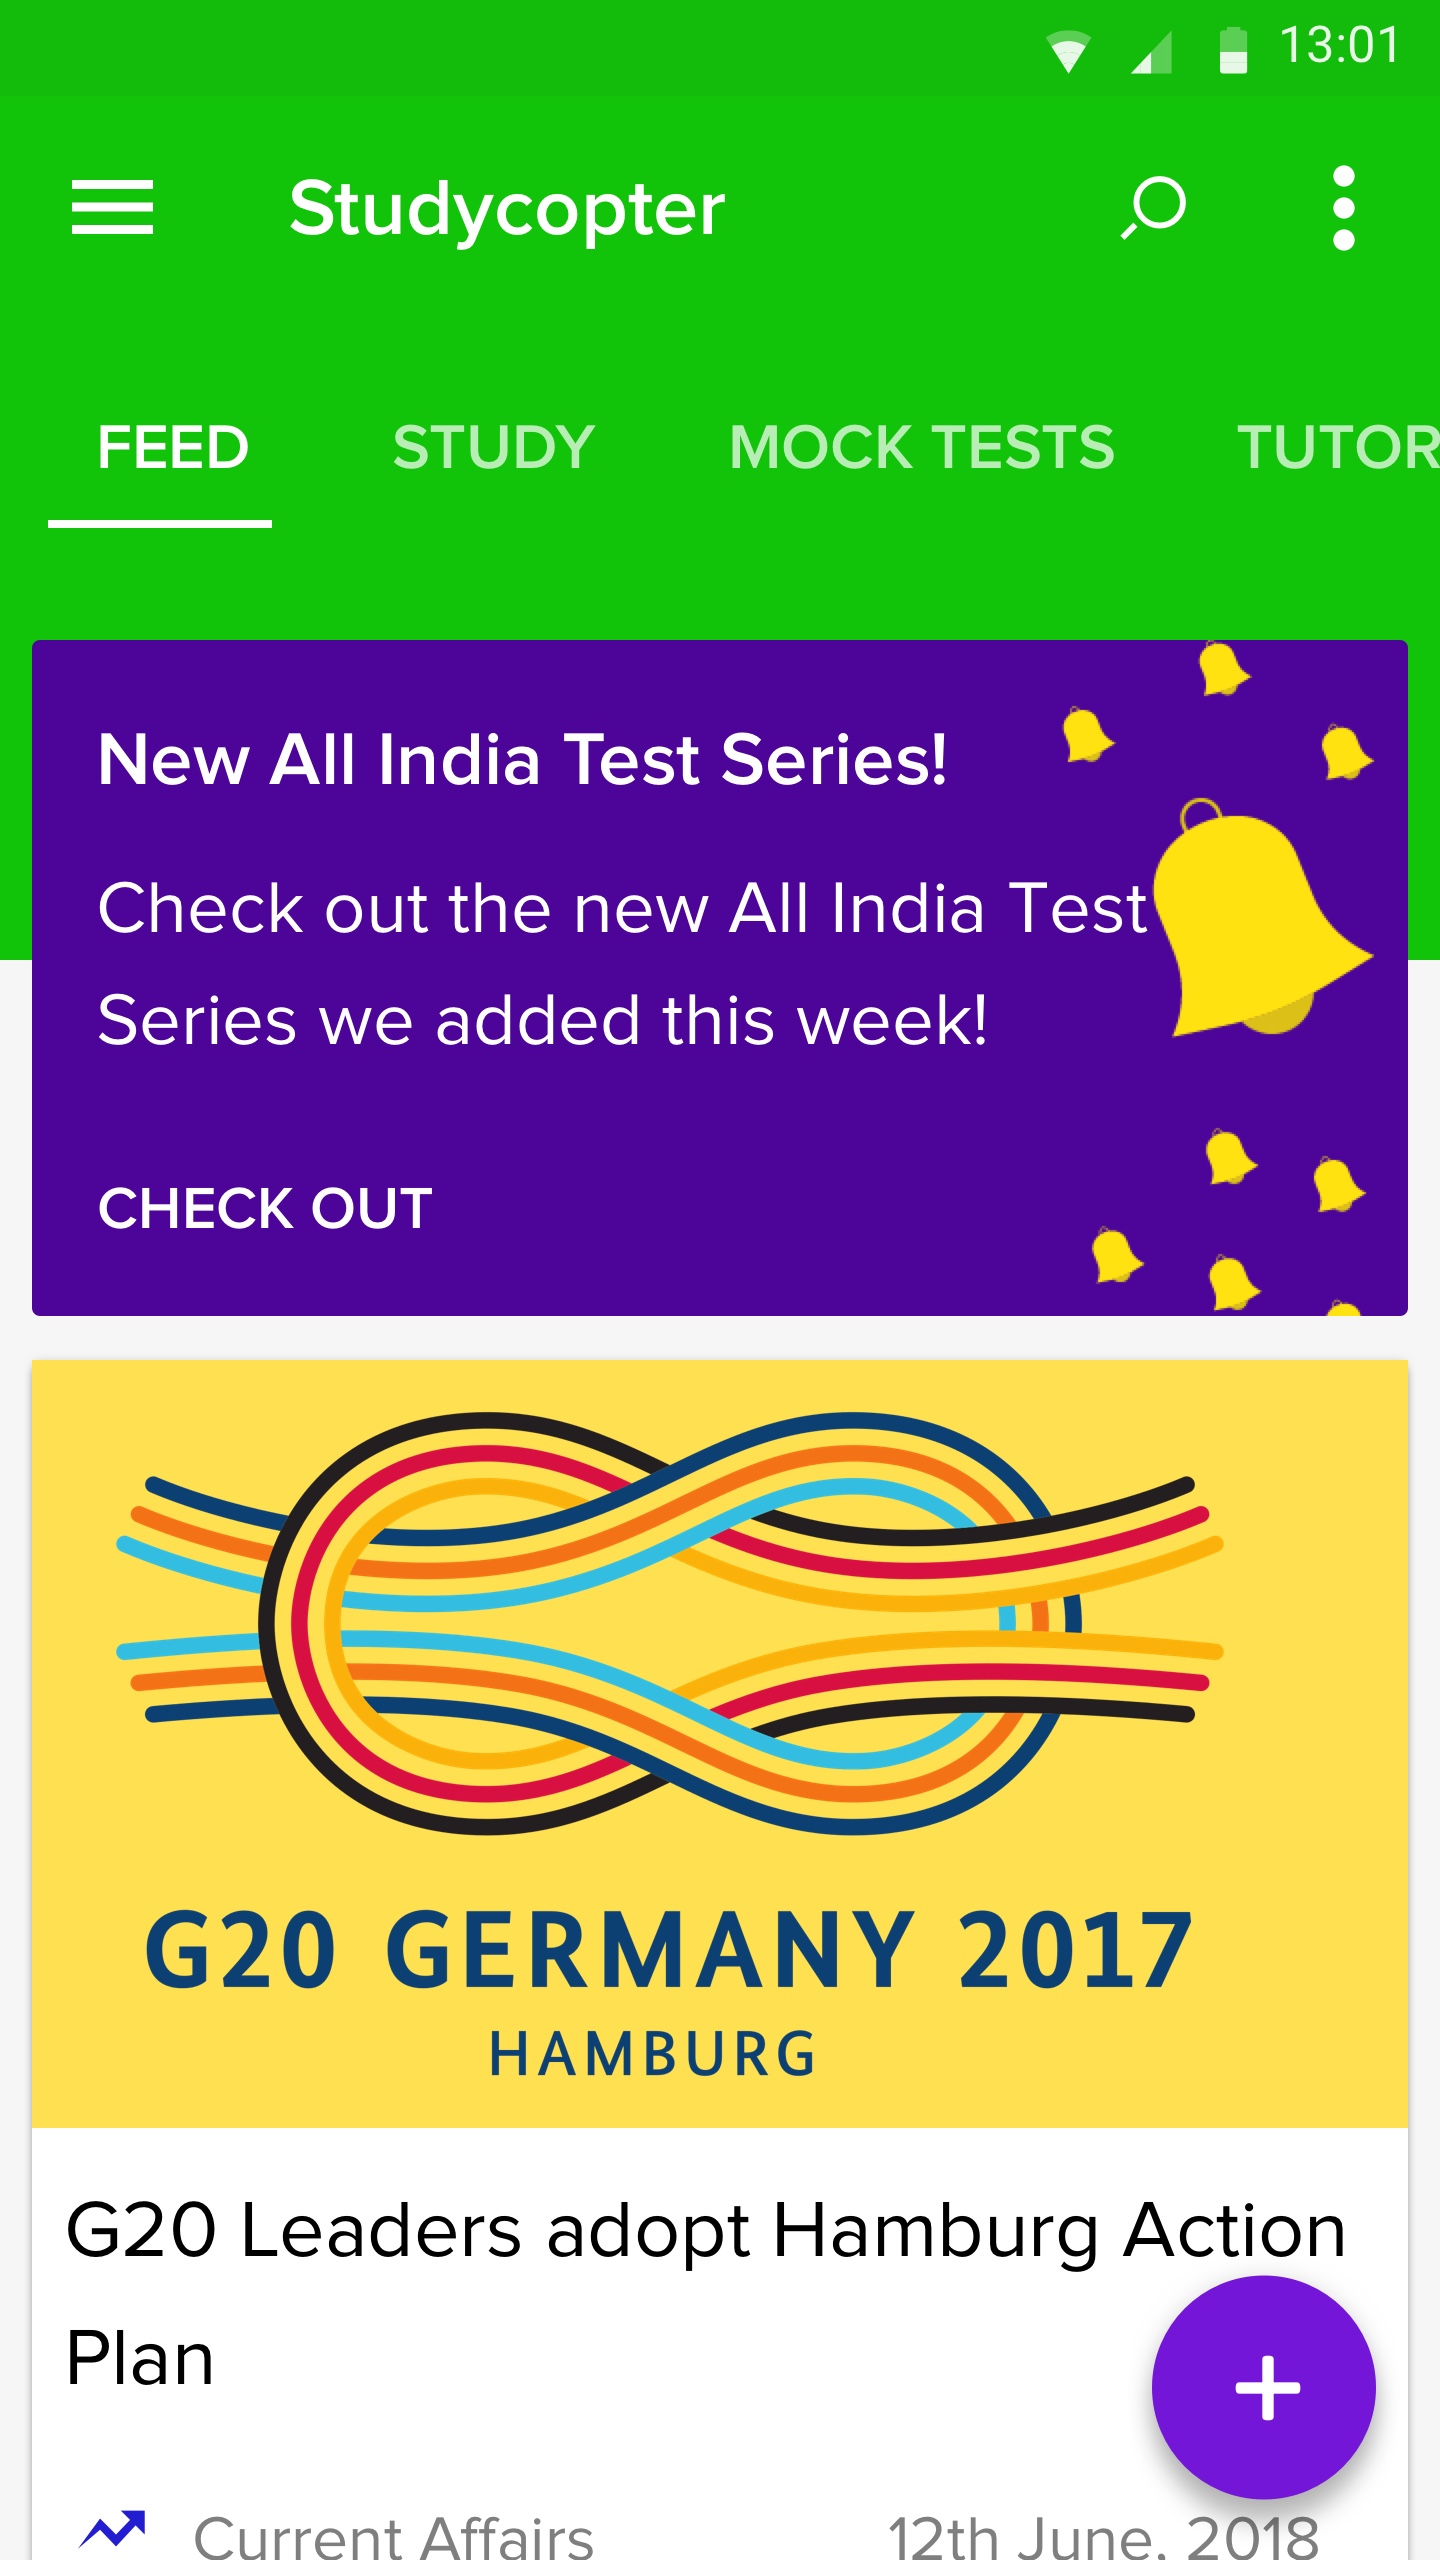 13:01
Studycopter
FEED STUDY MOCK TESTS TUTOR
New All India Test Series!
Check out the new All India Test
Series we added this week!
CHECK OUT
G20 GERMANY 2017
HAMBURG
G20 Leaders adopt Hamburg Action
Plan
Current Affairs 12th June, 2018